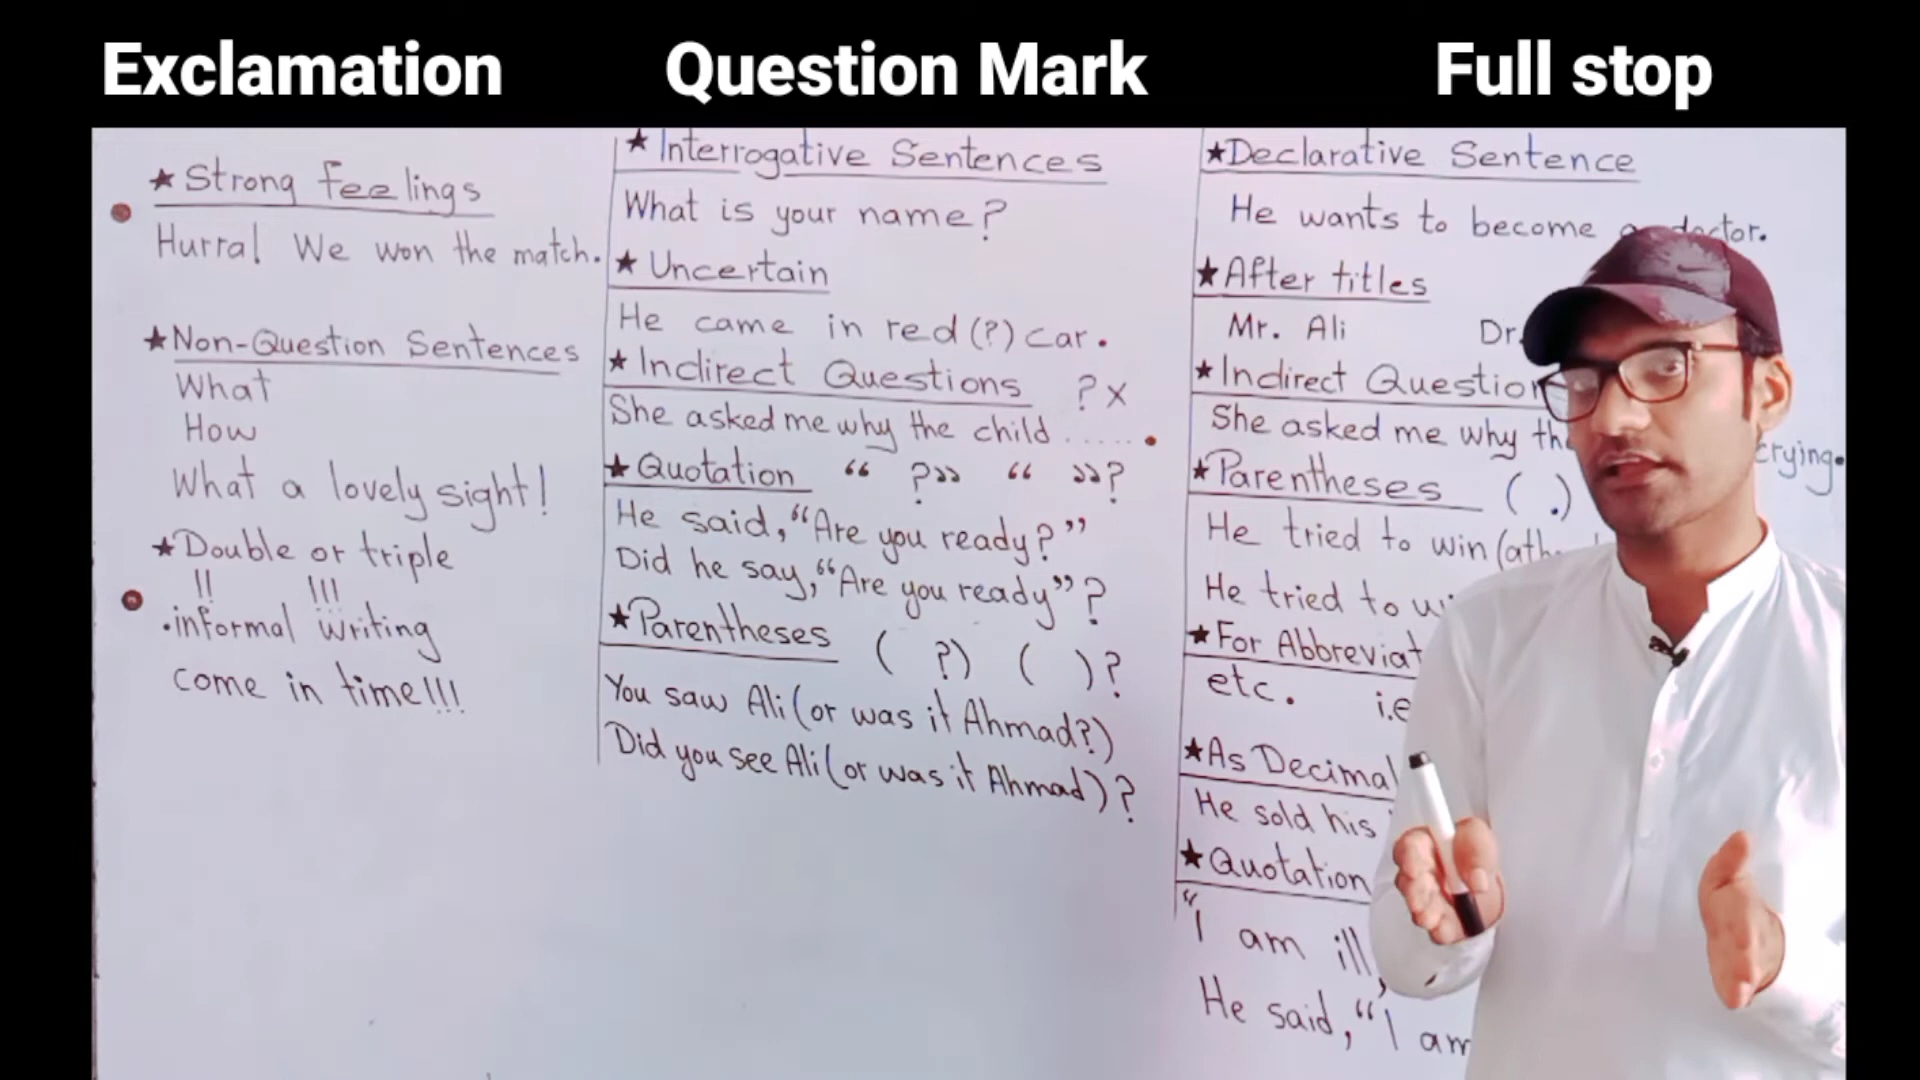 Exclamation
Question Mark
Full stop
★ Strong feelings
Hurra! We won the match.
★ Non-Question Sentences
What
How
What a lovely sight!
★ Double or triple
!! !!!
. informal writing
come in time!!!
★ Interrogative Sentences
What is your name?
★ Uncertain
He came in red (?) car.
★ Indirect Questions ? x
She asked me why the child ......
★ Quotation “ ?” “ ”?
He said, “Are you ready?”
Did he say, “Are you ready”?
★ Parentheses ( ?) ( )?
You saw Ali (or was it Ahmad?)
Did you see Ali (or was it Ahmad)?
★ Declarative Sentence
He wants to become doctor.
★ After titles
Mr. Ali Dr.
★ Indirect
She asked me why crying.
★ Parentheses ( .)
He tried to win
He tried to
★ For
etc. i.e
★ As Decimal
He sold his
★ Quotation
“I am ill,
He said, “I am